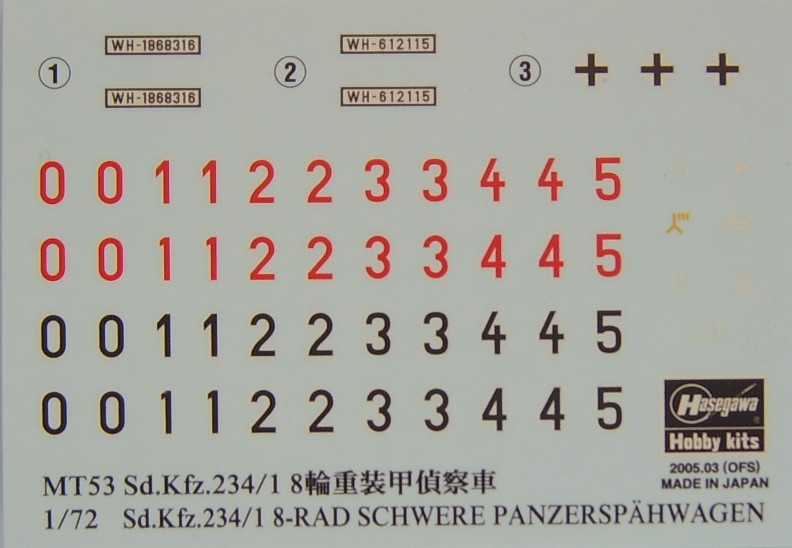 WH-1868316 WH-612115
① ② ③
WH-1868316 WH-612115
0 0 1 1 2 2 3 3 4 4 5
0 0 1 1 2 2 3 3 4 4 5
0 0 1 1 2 2 3 3 4 4 5
0 0 1 1 2 2 3 3 4 4 5
Hasegawa
Hobby kits
2005.03 (OFS)
MADE IN JAPAN
MT53 Sd.Kfz.234/1 8輪重装甲偵察車
1/72 Sd.Kfz.234/1 8-RAD SCHWERE PANZERSPÄHWAGEN